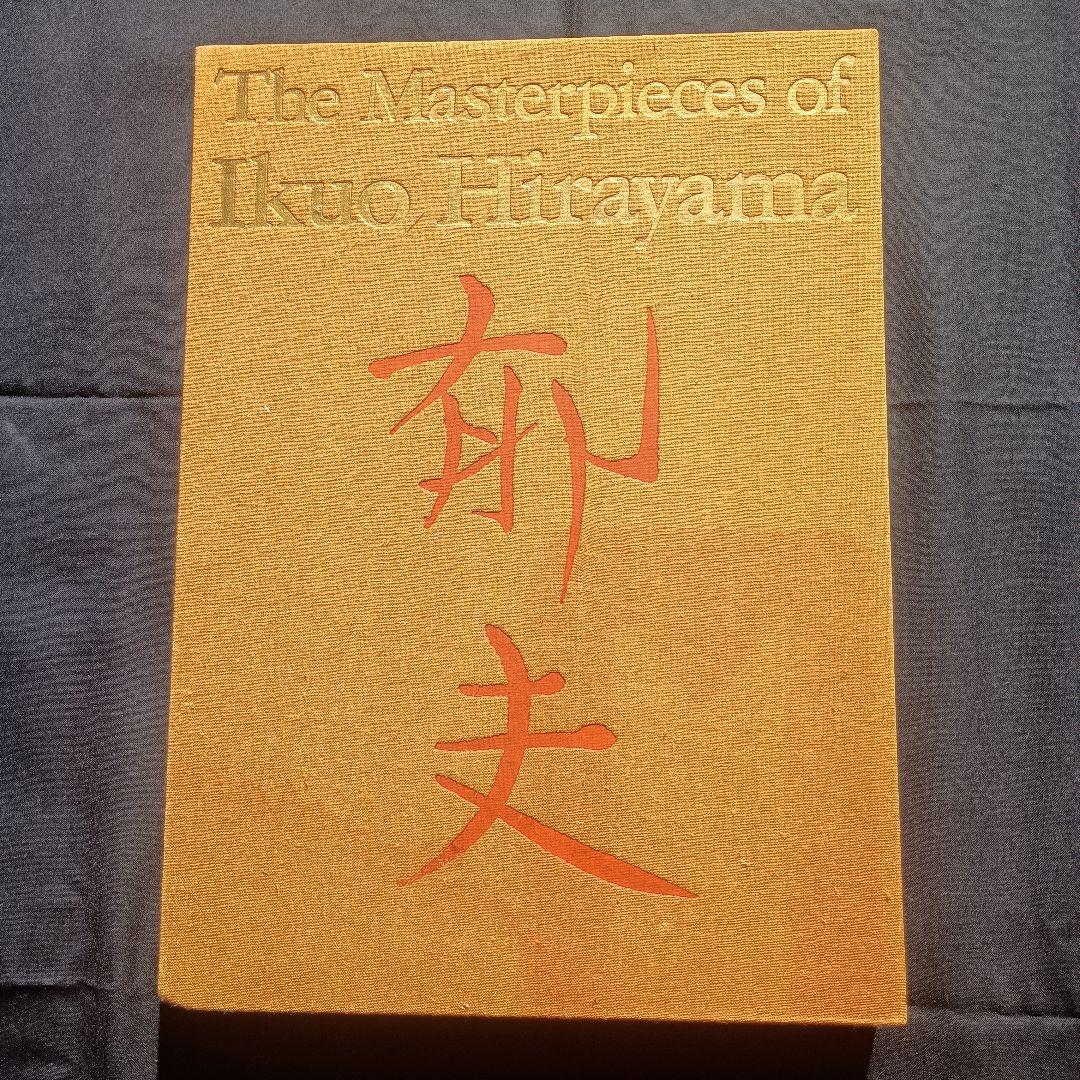 The Masterpieces of
Ikuo Hirayama
郁
夫